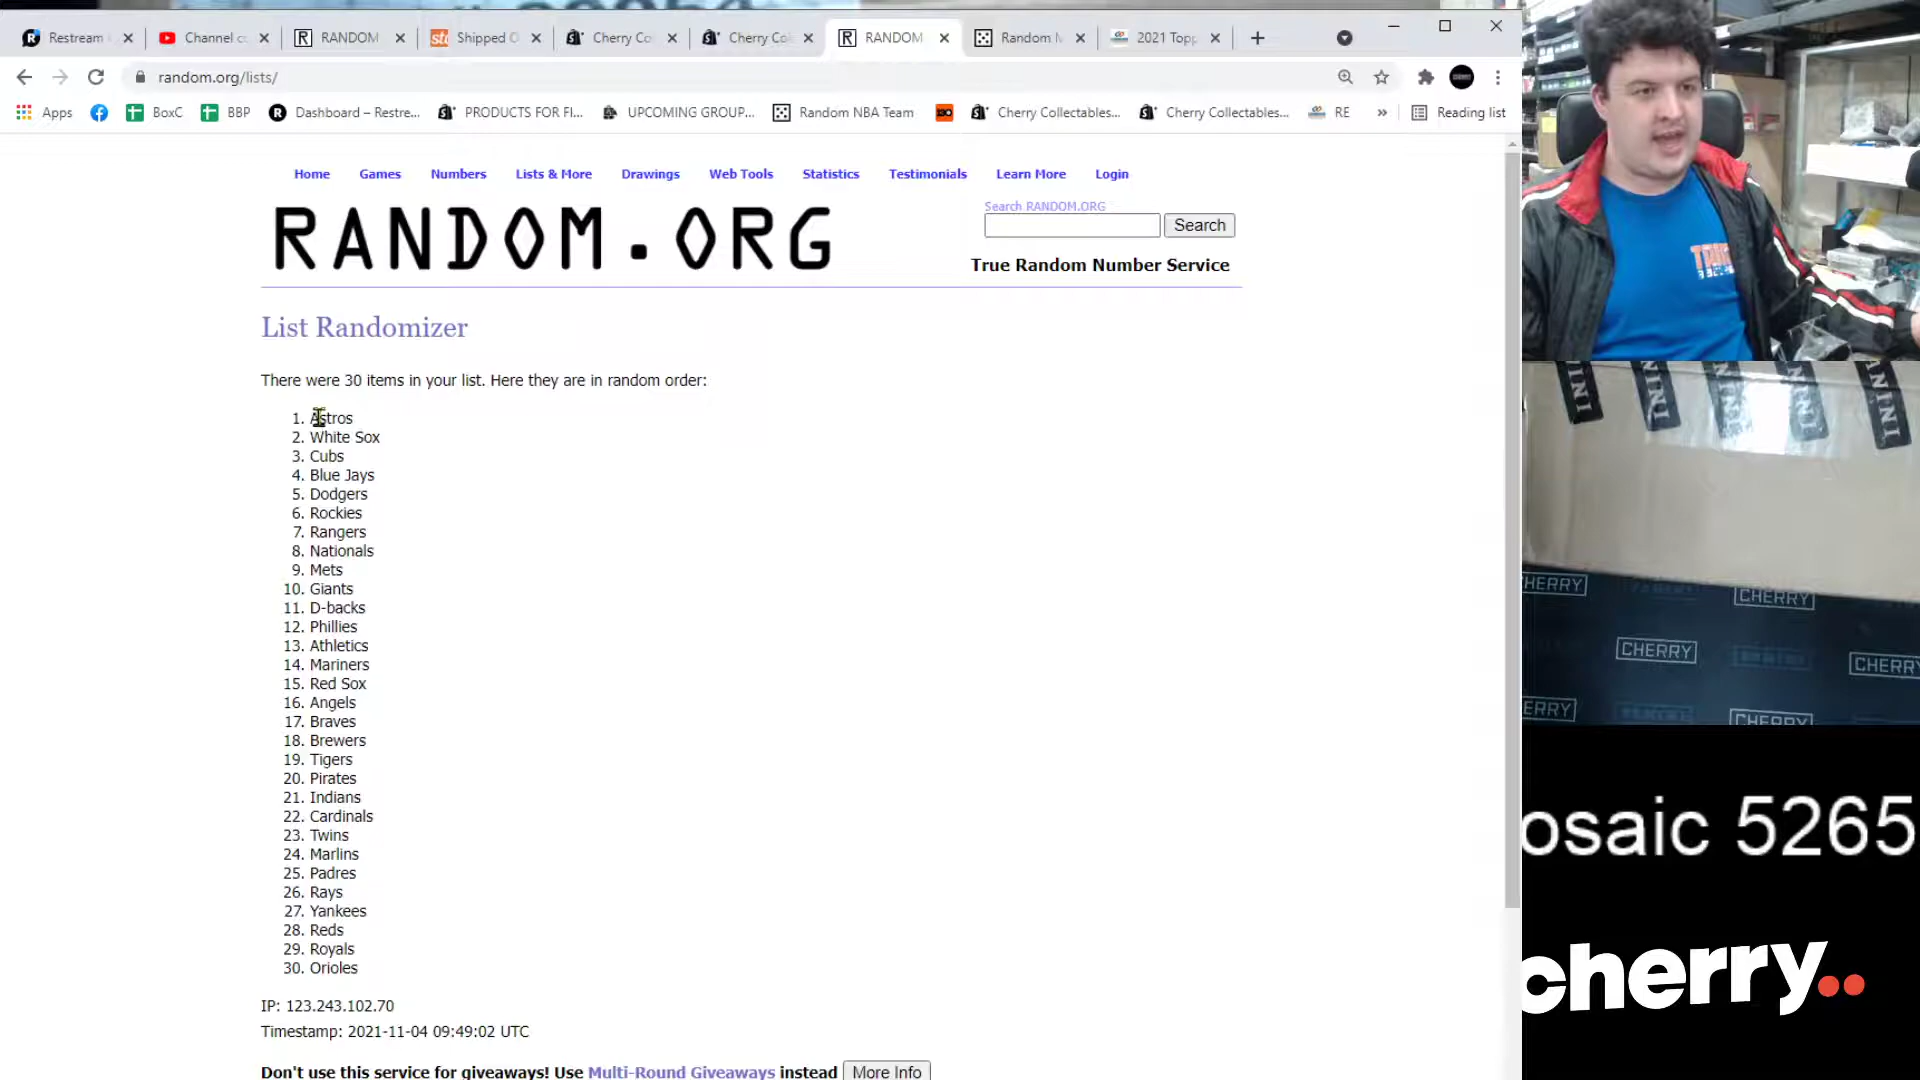 Restream
Channel c
RANDOM
Shipped O
Cherry Co
Cherry Col
RANDOM
Random N
2021 Topp
random.org/lists/
Apps
BoxC
BBP
Dashboard – Restre...
PRODUCTS FOR FI...
UPCOMING GROUP...
Random NBA Team
Cherry Collectables...
Cherry Collectables...
RE
»
Reading list
Home
Games
Numbers
Lists & More
Drawings
Web Tools
Statistics
Testimonials
Learn More
Login
RANDOM.ORG
Search RANDOM.ORG
Search
True Random Number Service
List Randomizer
There were 30 items in your list. Here they are in random order:
1. Astros
2. White Sox
3. Cubs
4. Blue Jays
5. Dodgers
6. Rockies
7. Rangers
8. Nationals
9. Mets
10. Giants
11. D-backs
12. Phillies
13. Athletics
14. Mariners
15. Red Sox
16. Angels
17. Braves
18. Brewers
19. Tigers
20. Pirates
21. Indians
22. Cardinals
23. Twins
24. Marlins
25. Padres
26. Rays
27. Yankees
28. Reds
29. Royals
30. Orioles
IP: 123.243.102.70
Timestamp: 2021-11-04 09:49:02 UTC
Don't use this service for giveaways! Use Multi-Round Giveaways instead
More Info
PANINI
CHERRY
CHERRY
CHERRY
CHERRY
ERRY
CHERRY
osaic 5265
cherry..